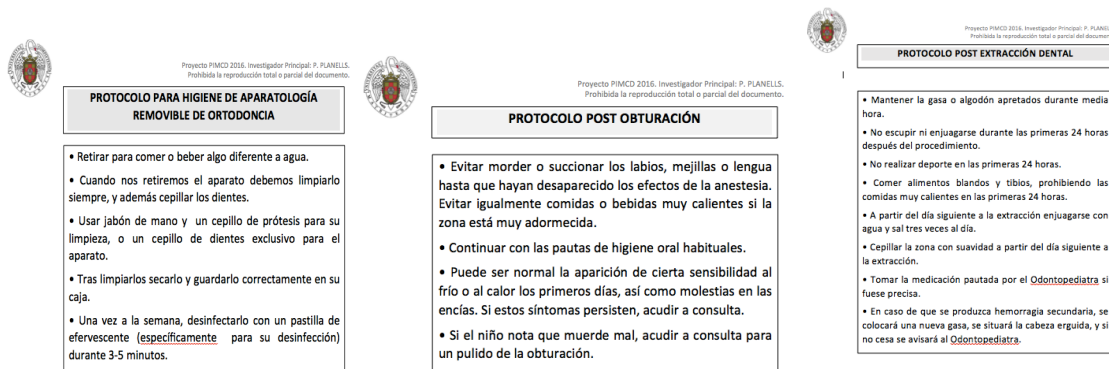 Proyecto PIMCD 2016. Investigador Principal: P. PLANELLS.
Prohibida la reproducción total o parcial del documento.
PROTOCOLO PARA HIGIENE DE APARATOLOGÍA
REMOVIBLE DE ORTODONCIA
• Retirar para comer o beber algo diferente a agua.
• Cuando nos retiremos el aparato debemos limpiarlo
siempre, y además cepillar los dientes.
• Usar jabón de mano y un cepillo de prótesis para su
limpieza, o un cepillo de dientes exclusivo para el
aparato.
• Tras limpiarlos secarlo y guardarlo correctamente en su
caja.
• Una vez a la semana, desinfectarlo con un pastilla de
efervescente (específicamente para su desinfección)
durante 3-5 minutos.
Proyecto PIMCD 2016. Investigador Principal: P. PLANELLS.
Prohibida la reproducción total o parcial del documento.
PROTOCOLO POST OBTURACIÓN
• Evitar morder o succionar los labios, mejillas o lengua
hasta que hayan desaparecido los efectos de la anestesia.
Evitar igualmente comidas o bebidas muy calientes si la
zona está muy adormecida.
• Continuar con las pautas de higiene oral habituales.
• Puede ser normal la aparición de cierta sensibilidad al
frío o al calor los primeros días, así como molestias en las
encías. Si estos síntomas persisten, acudir a consulta.
• Si el niño nota que muerde mal, acudir a consulta para
un pulido de la obturación.
Proyecto PIMCD 2016. Investigador Principal: P. PLANEL
Prohibida la reproducción total o parcial del documen
PROTOCOLO POST EXTRACCIÓN DENTAL
• Mantener la gasa o algodón apretados durante media
hora.
• No escupir ni enjuagarse durante las primeras 24 horas
después del procedimiento.
• No realizar deporte en las primeras 24 horas.
• Comer alimentos blandos y tibios, prohibiendo las
comidas muy calientes en las primeras 24 horas.
• A partir del día siguiente a la extracción enjuagarse con
agua y sal tres veces al día.
• Cepillar la zona con suavidad a partir del día siguiente a
la extracción.
• Tomar la medicación pautada por el Odontopediatra si
fuese precisa.
• En caso de que se produzca hemorragia secundaria, se
colocará una nueva gasa, se situará la cabeza erguida, y si
no cesa se avisará al Odontopediatra.